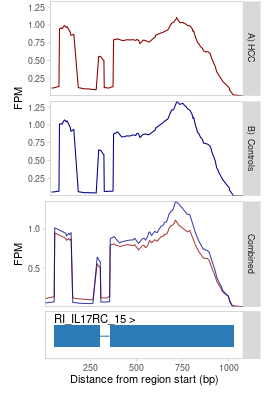 1.25
1.00
0.75
0.50
0.25
FPM
A) HCC
1.25
1.00
0.75
0.50
0.25
FPM
B) Controls
1.0
0.5
FPM
Combined
RI_IL17RC_15 >
250 500 750 1000
Distance from region start (bp)